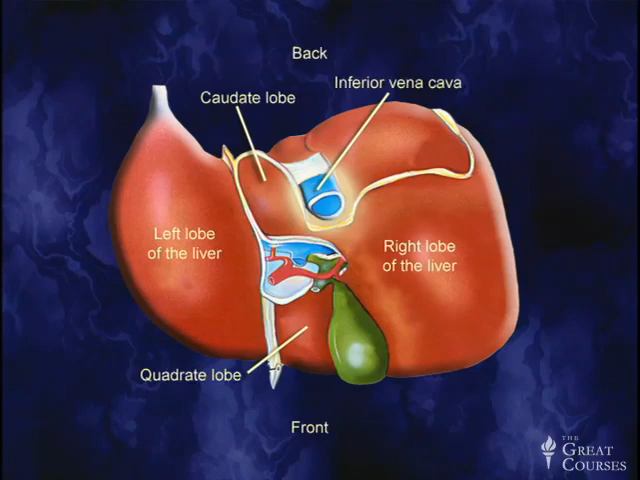 Back
Inferior vena cava
Caudate lobe
Left lobe
of the liver
Right lobe
of the liver
Quadrate lobe
Front
THE
GREAT
COURSES